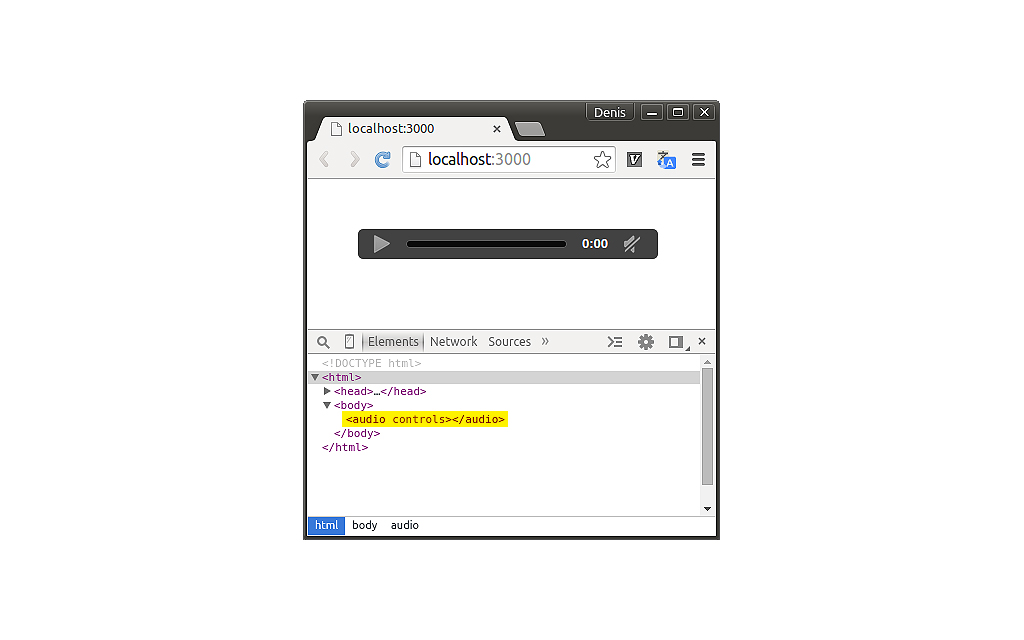 Denis
localhost:3000
localhost:3000
0:00
Elements Network Sources »
<!DOCTYPE html>
<html>
<head>…</head>
<body>
<audio controls></audio>
</body>
</html>
html body audio